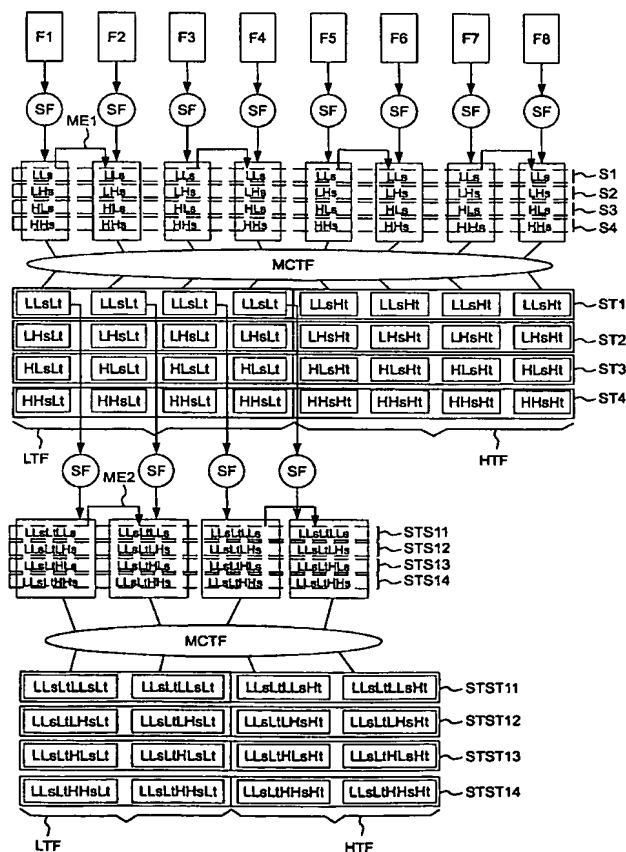 F1 F2 F3 F4 F5 F6 F7 F8
SF SF SF SF SF SF SF SF
ME1
LLs LLs LLs LLs LLs LLs LLs LLs S1
LHs LHs LHs LHs LHs LHs LHs LHs S2
HLs HLs HLs HLs HLs HLs HLs HLs S3
HHs HHs HHs HHs HHs HHs HHs HHs S4
MCTF
LLsLt LLsLt LLsLt LLsLt LLsHt LLsHt LLsHt LLsHt ST1
LHsLt LHsLt LHsLt LHsLt LHsHt LHsHt LHsHt LHsHt ST2
HLsLt HLsLt HLsLt HLsLt HLsHt HLsHt HLsHt HLsHt ST3
HHsLt HHsLt HHsLt HHsLt HHsHt HHsHt HHsHt HHsHt ST4
LTF HTF
SF SF SF SF
ME2
LLsLtLLs LLsLtLLs LLsLtLLs LLsLtLLs STS11
LLsLtLHs LLsLtLHs LLsLtLHs LLsLtLHs STS12
LLsLtHLs LLsLtHLs LLsLtHLs LLsLtHLs STS13
LLsLtHHs LLsLtHHs LLsLtHHs LLsLtHHs STS14
MCTF
LLsLtLLsLt LLsLtLLsLt LLsLtLLsHt LLsLtLLsHt STST11
LLsLtLHsLt LLsLtLHsLt LLsLtLHsHt LLsLtLHsHt STST12
LLsLtHLsLt LLsLtHLsLt LLsLtHLsHt LLsLtHLsHt STST13
LLsLtHHsLt LLsLtHHsLt LLsLtHHsHt LLsLtHHsHt STST14
LTF HTF